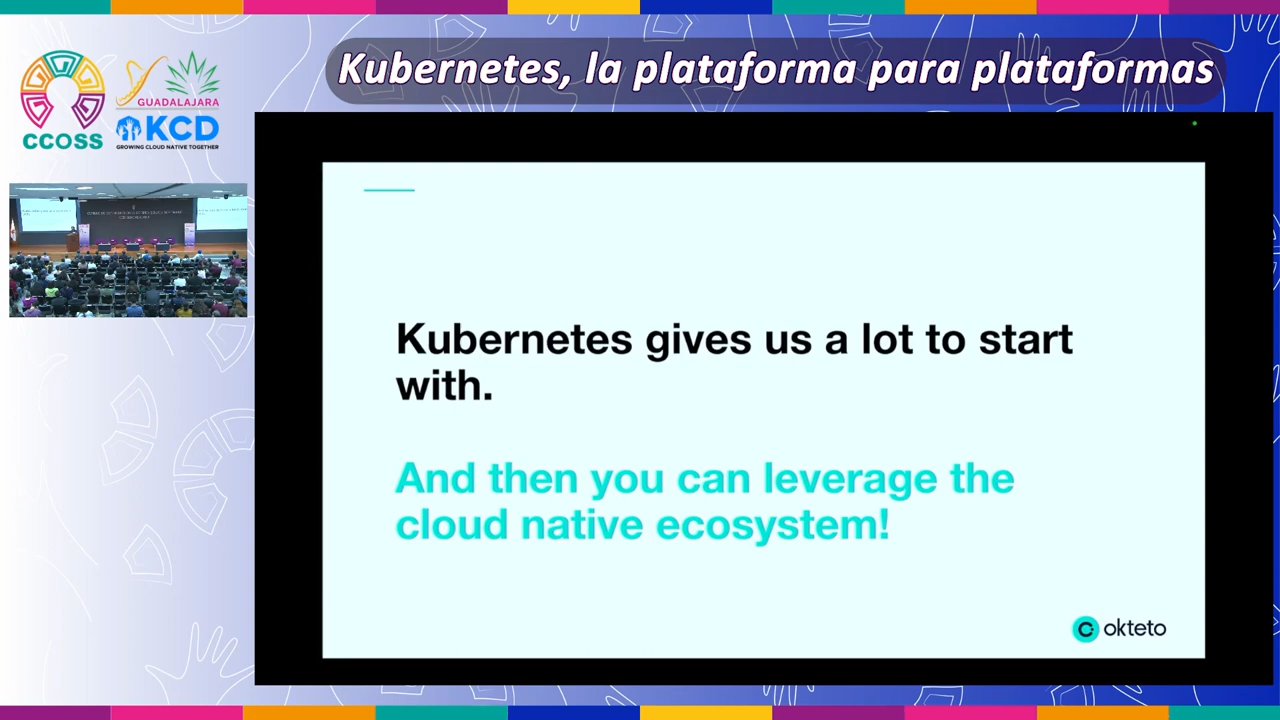 Kubernetes, la plataforma para plataformas
CCOSS
GUADALAJARA
KCD
GROWING CLOUD NATIVE TOGETHER
Kubernetes gives us a lot to start
with.
And then you can leverage the
cloud native ecosystem!
okteto